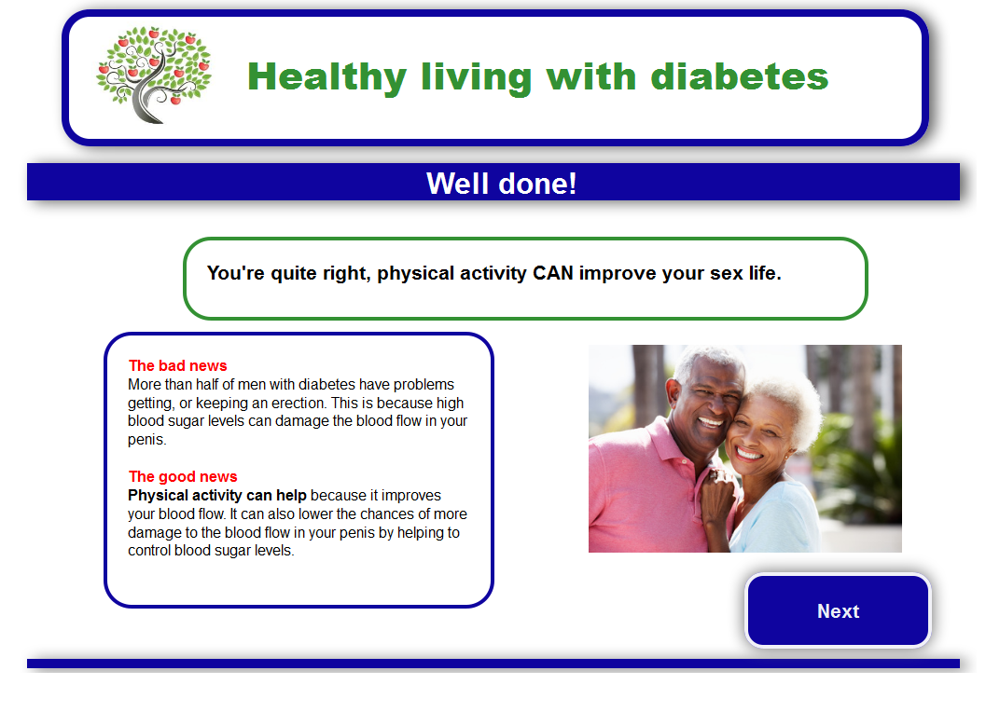 Healthy living with diabetes
Well done!
You're quite right, physical activity CAN improve your sex life.
The bad news
More than half of men with diabetes have problems
getting, or keeping an erection. This is because high
blood sugar levels can damage the blood flow in your
penis.
The good news
Physical activity can help because it improves
your blood flow. It can also lower the chances of more
damage to the blood flow in your penis by helping to
control blood sugar levels.
Next